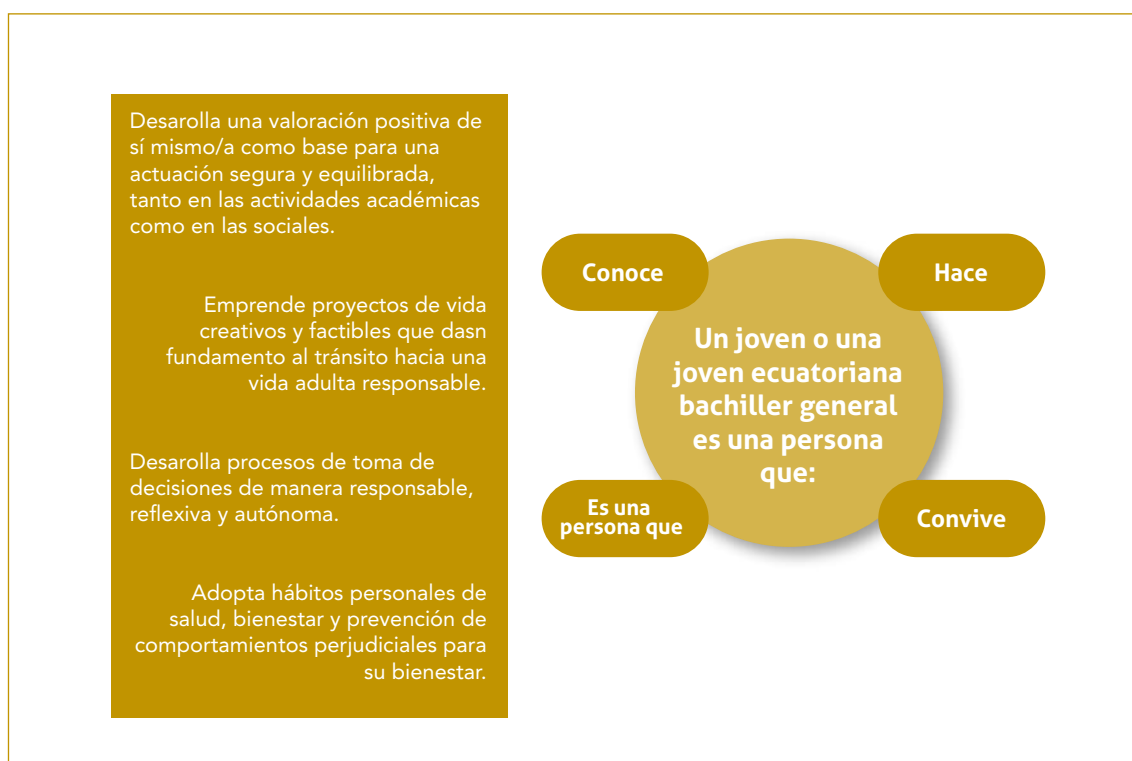 Desarolla una valoración positiva de
sí mismo/a como base para una
actuación segura y equilibrada,
tanto en las actividades académicas
como en las sociales.
Emprende proyectos de vida
creativos y factibles que dasn
fundamento al tránsito hacia una
vida adulta responsable.
Desarolla procesos de toma de
decisiones de manera responsable,
reflexiva y autónoma.
Adopta hábitos personales de
salud, bienestar y prevención de
comportamientos perjudiciales para
su bienestar.
Conoce
Hace
Un joven o una
joven ecuatoriana
bachiller general
es una persona
que:
Es una
persona que
Convive